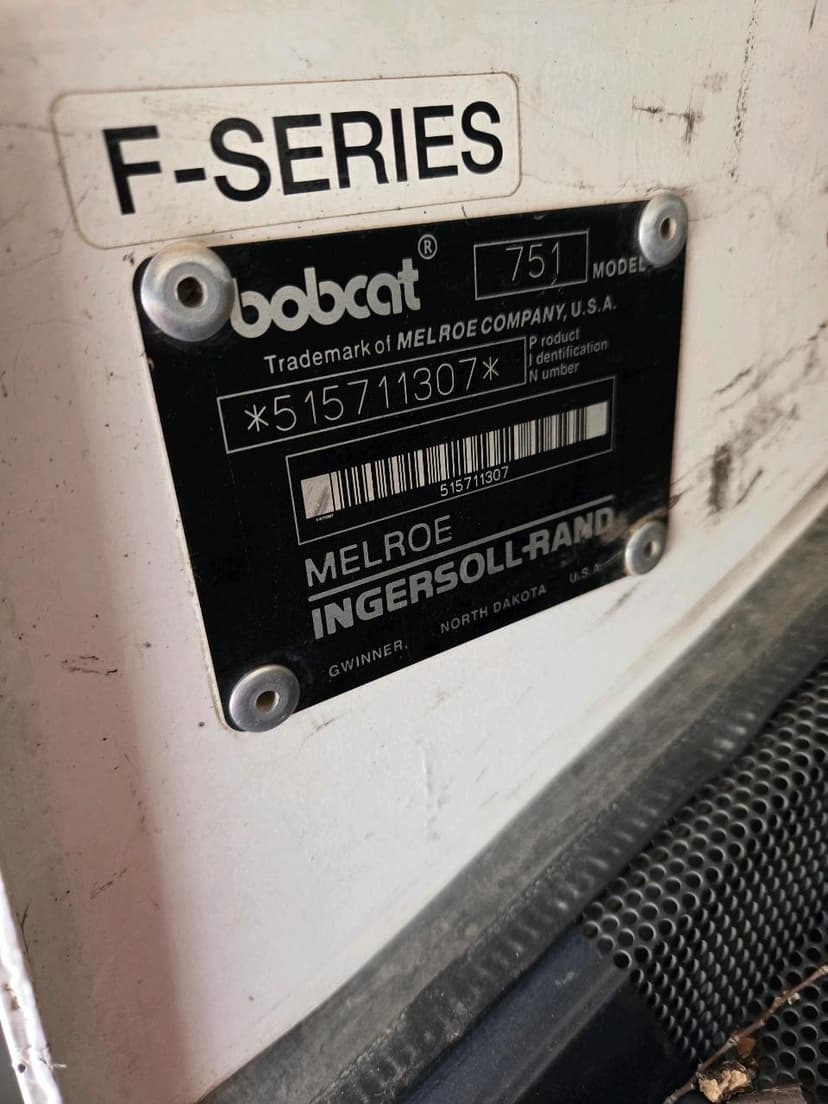 F-SERIES
bobcat® 751 MODEL
Trademark of MELROE COMPANY, U.S.A.
*515711307* Product
Identification
Number
515711307
MELROE
INGERSOLL-RAND
GWINNER, NORTH DAKOTA U.S.A